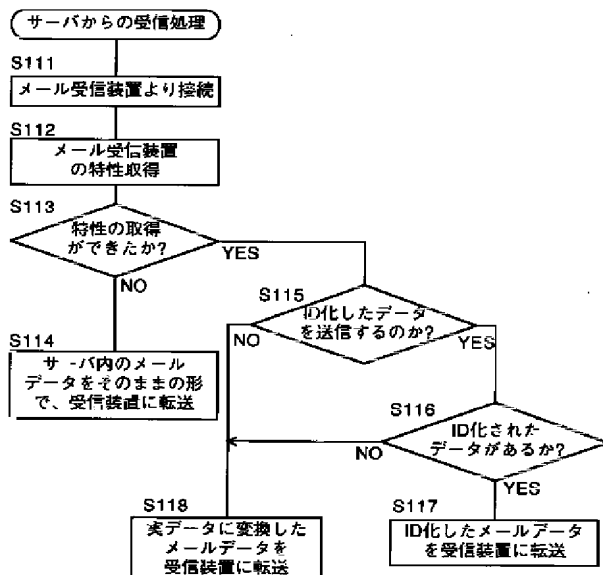 サーバからの受信処理
S111
メール受信装置より接続
S112
メール受信装置
の特性取得
S113
特性の取得
ができたか?
YES
NO
S114
サーバ内のメール
データをそのままの形
で、受信装置に転送
S115
ID化したデータ
を送信するのか?
NO
YES
S116
ID化された
データがあるか?
NO
YES
S118
実データに変換した
メールデータを
受信装置に転送
S117
ID化したメールデータ
を受信装置に転送